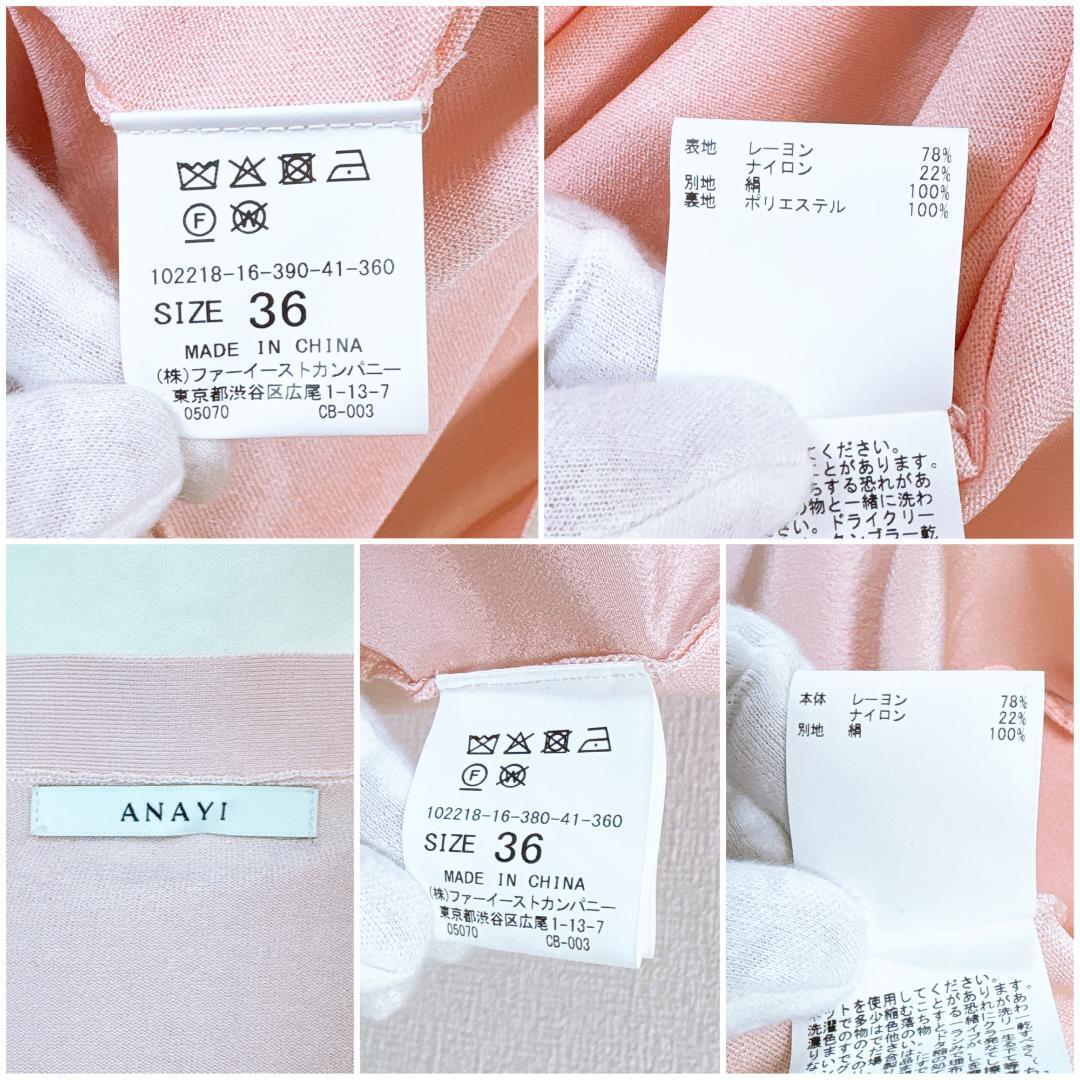 F W
102218-16-390-41-360
SIZE 36
MADE IN CHINA
(株)ファーイーストカンパニー
東京都渋谷区広尾1-13-7
05070 CB-003
表地 レーヨン 78%
ナイロン 22%
別地 絹 100%
裏地 ポリエステル 100%
ください。
とがあります。
ちする恐れがあ
物と一緒に洗わ
さい。ドライクリー
タンブラー乾
ANAYI
F W
102218-16-380-41-360
SIZE 36
MADE IN CHINA
(株)ファーイーストカンパニー
東京都渋谷区広尾1-13-7
05070 CB-003
本体 レーヨン 78%
ナイロン 22%
別地 絹 100%